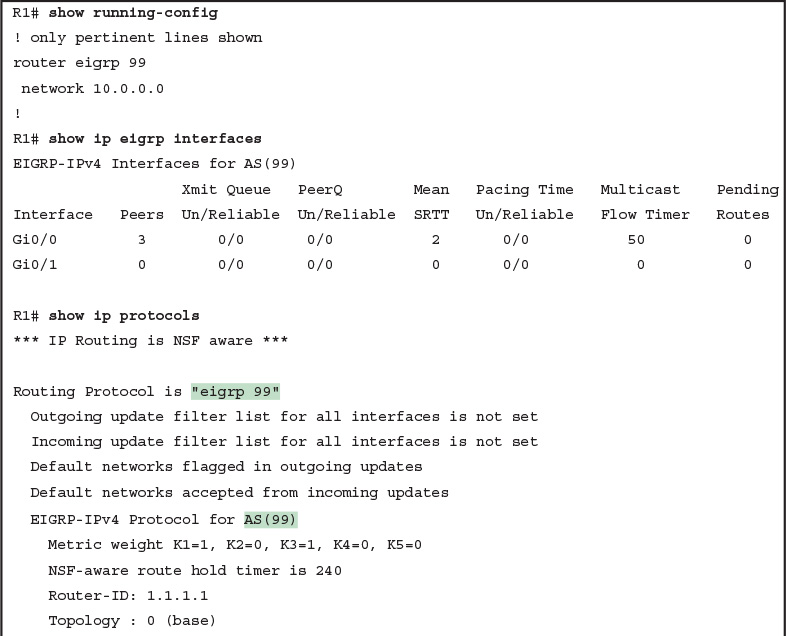 R1# show running-config
! only pertinent lines shown
router eigrp 99
 network 10.0.0.0
!
R1# show ip eigrp interfaces
EIGRP-IPv4 Interfaces for AS(99)
                   Xmit Queue   PeerQ        Mean   Pacing Time   Multicast    Pending
Interface   Peers  Un/Reliable  Un/Reliable  SRTT   Un/Reliable   Flow Timer   Routes
Gi0/0         3        0/0       0/0           2       0/0           50           0
Gi0/1         0        0/0       0/0           0       0/0            0           0
R1# show ip protocols
*** IP Routing is NSF aware ***
Routing Protocol is "eigrp 99"
  Outgoing update filter list for all interfaces is not set
  Incoming update filter list for all interfaces is not set
  Default networks flagged in outgoing updates
  Default networks accepted from incoming updates
  EIGRP-IPv4 Protocol for AS(99)
    Metric weight K1=1, K2=0, K3=1, K4=0, K5=0
    NSF-aware route hold timer is 240
    Router-ID: 1.1.1.1
    Topology : 0 (base)